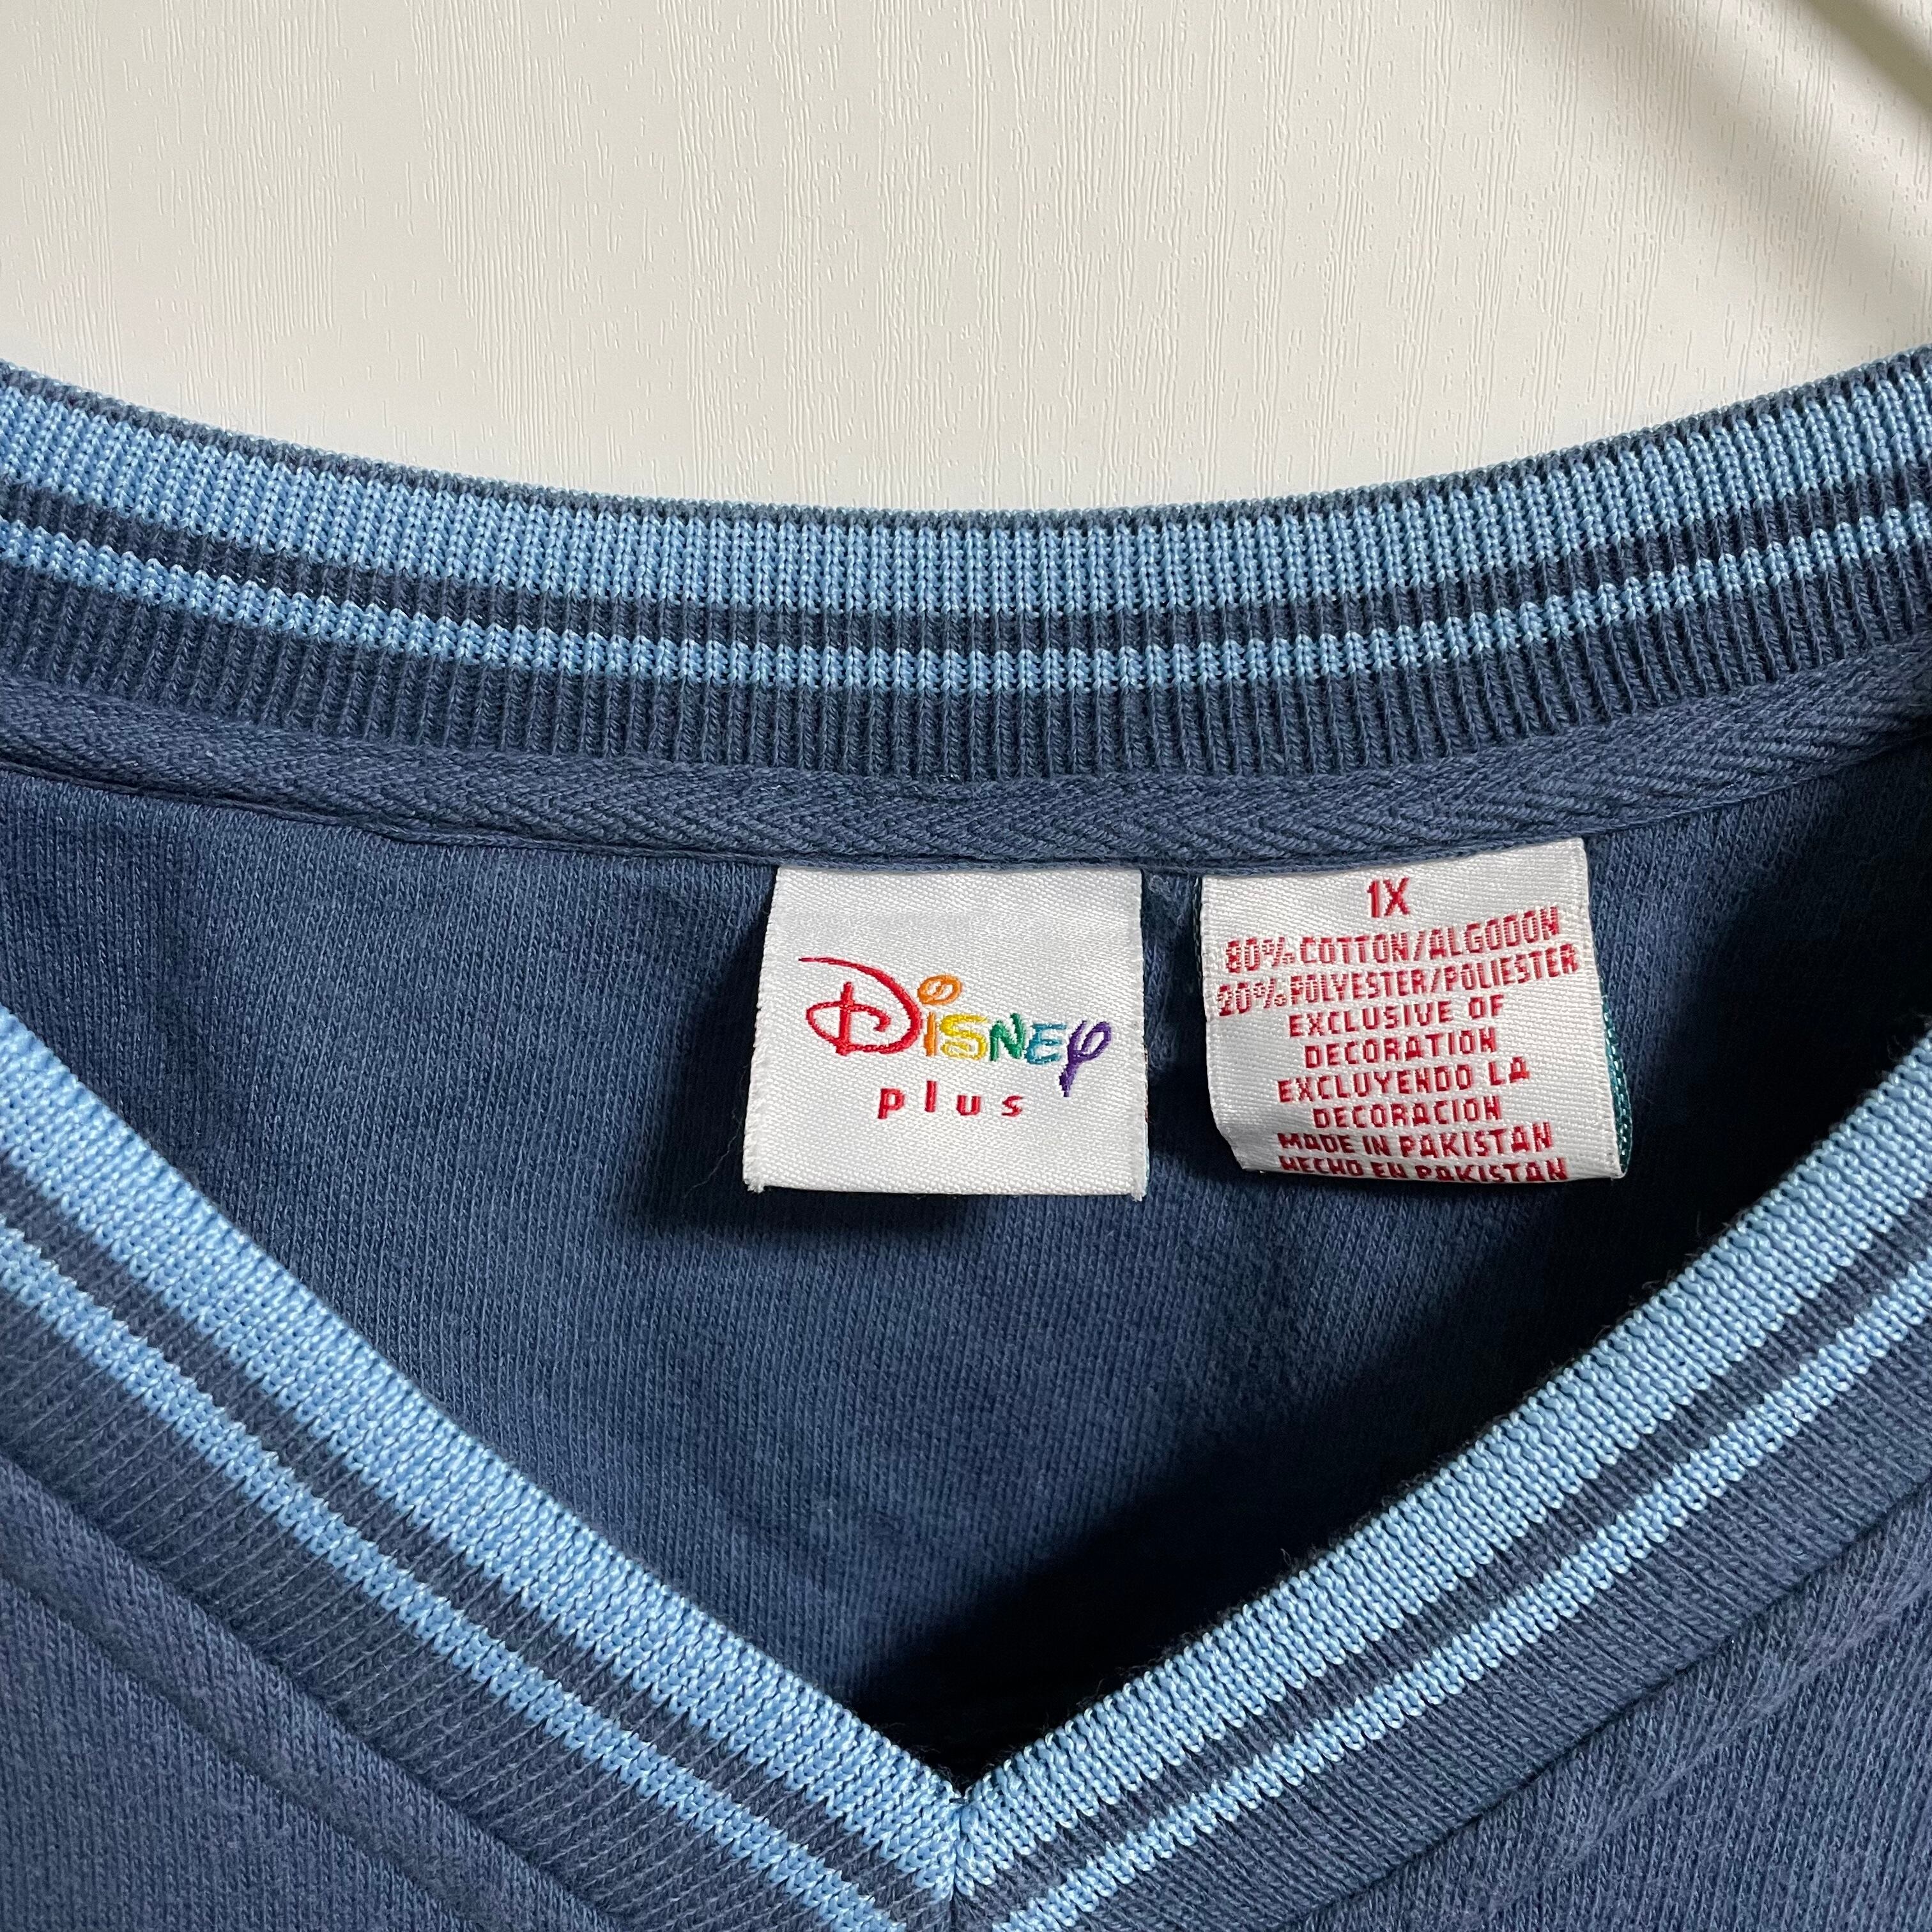 Disney
plus
1X
80% COTTON/ALGODON
20% POLYESTER/POLIESTER
EXCLUSIVE OF
DECORATION
EXCLUYENDO LA
DECORACION
MADE IN PAKISTAN
HECHO EN PAKISTAN